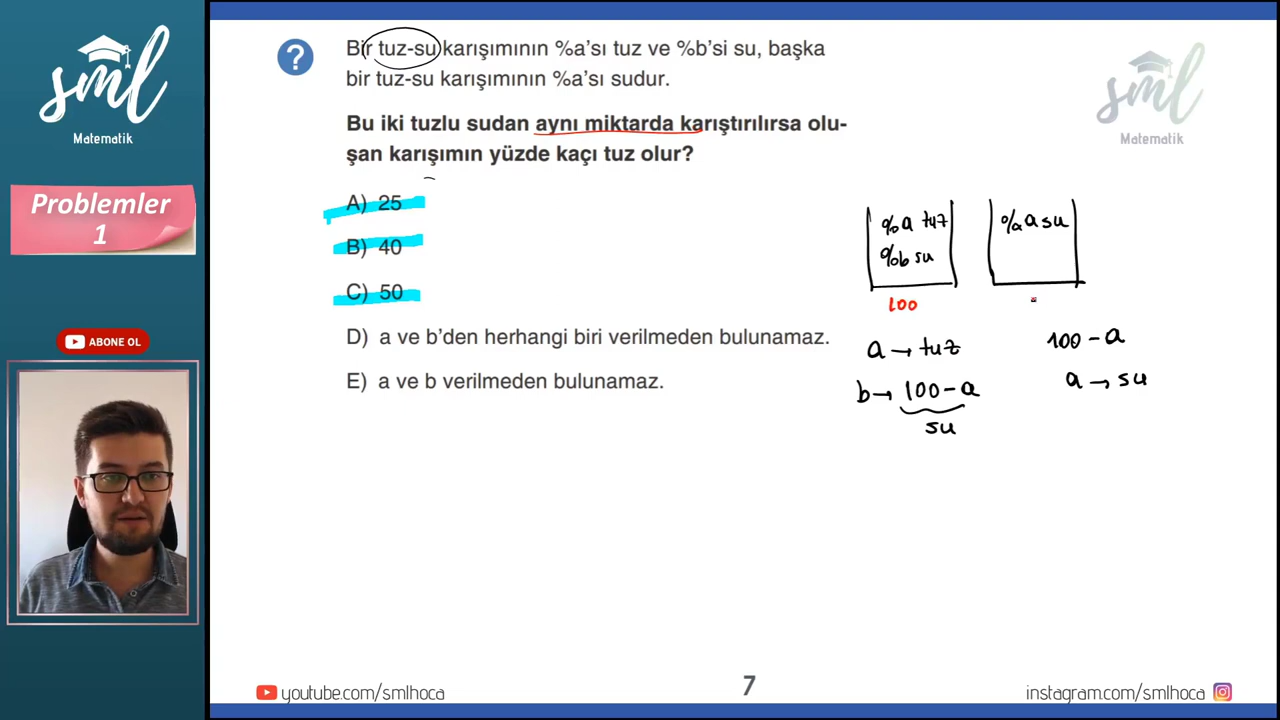 sml
Matematik
Problemler
1
ABONE OL
?
Bir tuz-su karışımının %a'sı tuz ve %b'si su, başka
bir tuz-su karışımının %a'sı sudur.
Bu iki tuzlu sudan aynı miktarda karıştırılırsa olu-
şan karışımın yüzde kaçı tuz olur?
A) 25
B) 40
C) 50
D) a ve b'den herhangi biri verilmeden bulunamaz.
E) a ve b verilmeden bulunamaz.
sml
Matematik
%a tuz
%b su
100
%a su
a → tuz
b → 100 - a
su
100 - a
a → su
youtube.com/smlhoca
7
instagram.com/smlhoca